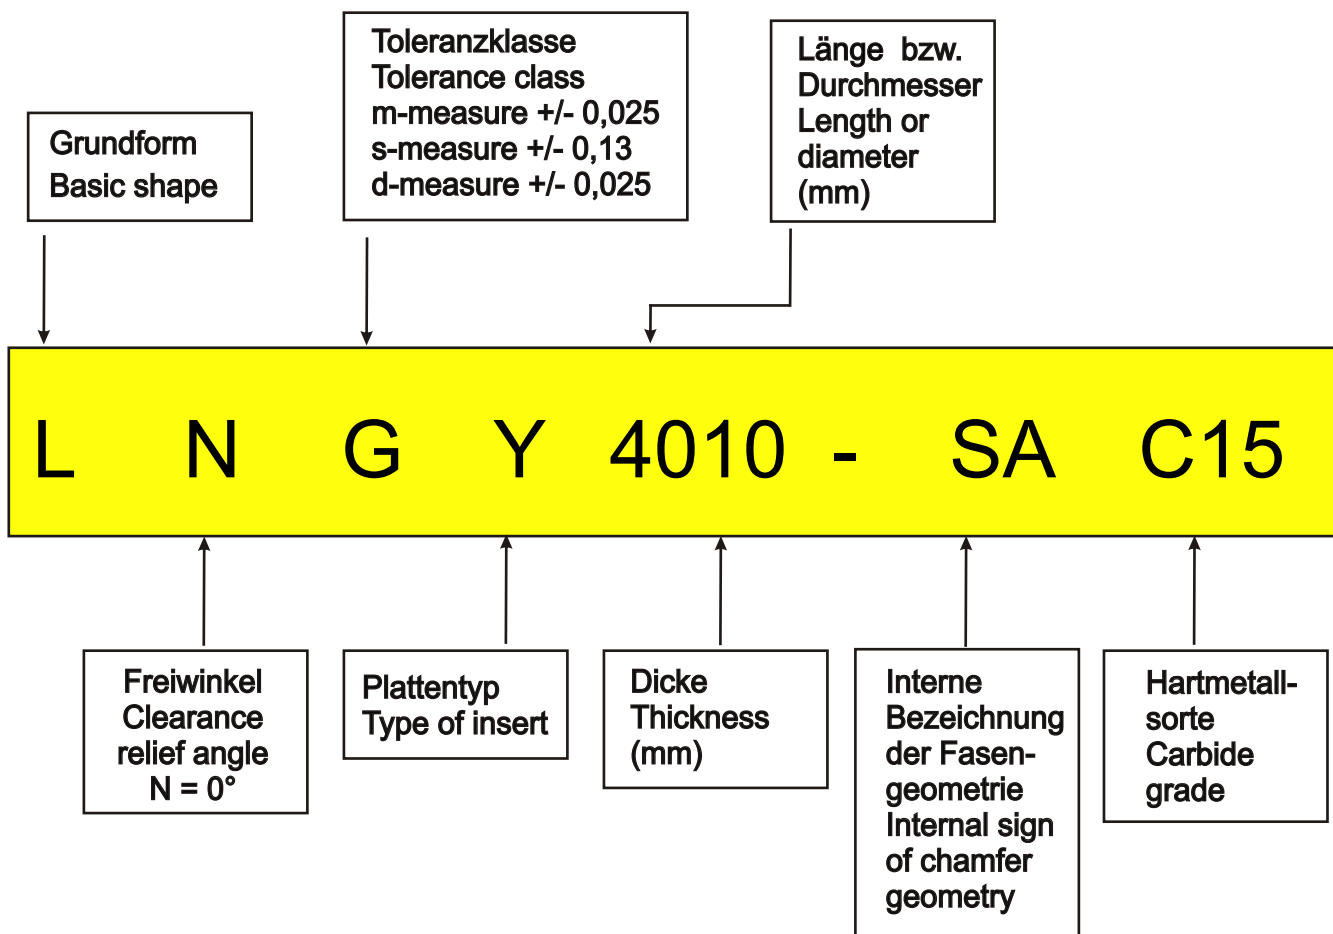 Grundform
Basic shape
Toleranzklasse
Tolerance class
m-measure +/- 0,025
s-measure +/- 0,13
d-measure +/- 0,025
Länge bzw.
Durchmesser
Length or
diameter
(mm)
L N G Y 4010 - SA C15
Freiwinkel
Clearance
relief angle
N = 0°
Plattentyp
Type of insert
Dicke
Thickness
(mm)
Interne
Bezeichnung
der Fasen-
geometrie
Internal sign
of chamfer
geometry
Hartmetall-
sorte
Carbide
grade